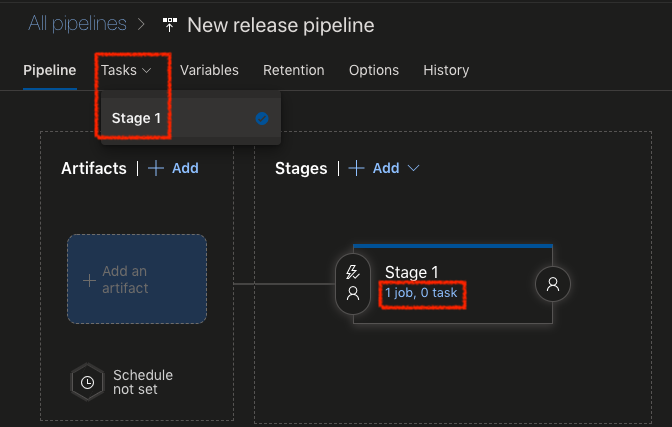 All pipelines > New release pipeline
Pipeline Tasks Variables Retention Options History
Stage 1
Artifacts | + Add
Stages | + Add
+ Add an
artifact
Stage 1
1 job, 0 task
Schedule
not set